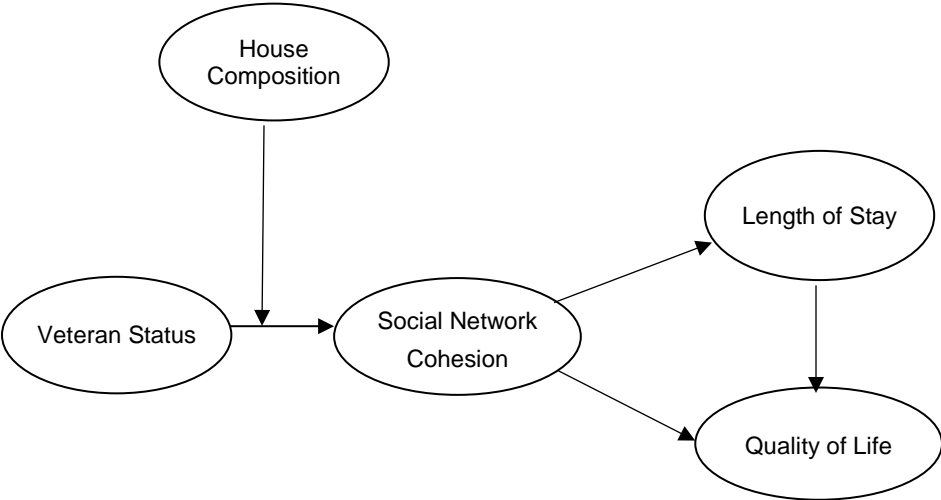 House
Composition
Length of Stay
Veteran Status
Social Network
Cohesion
Quality of Life